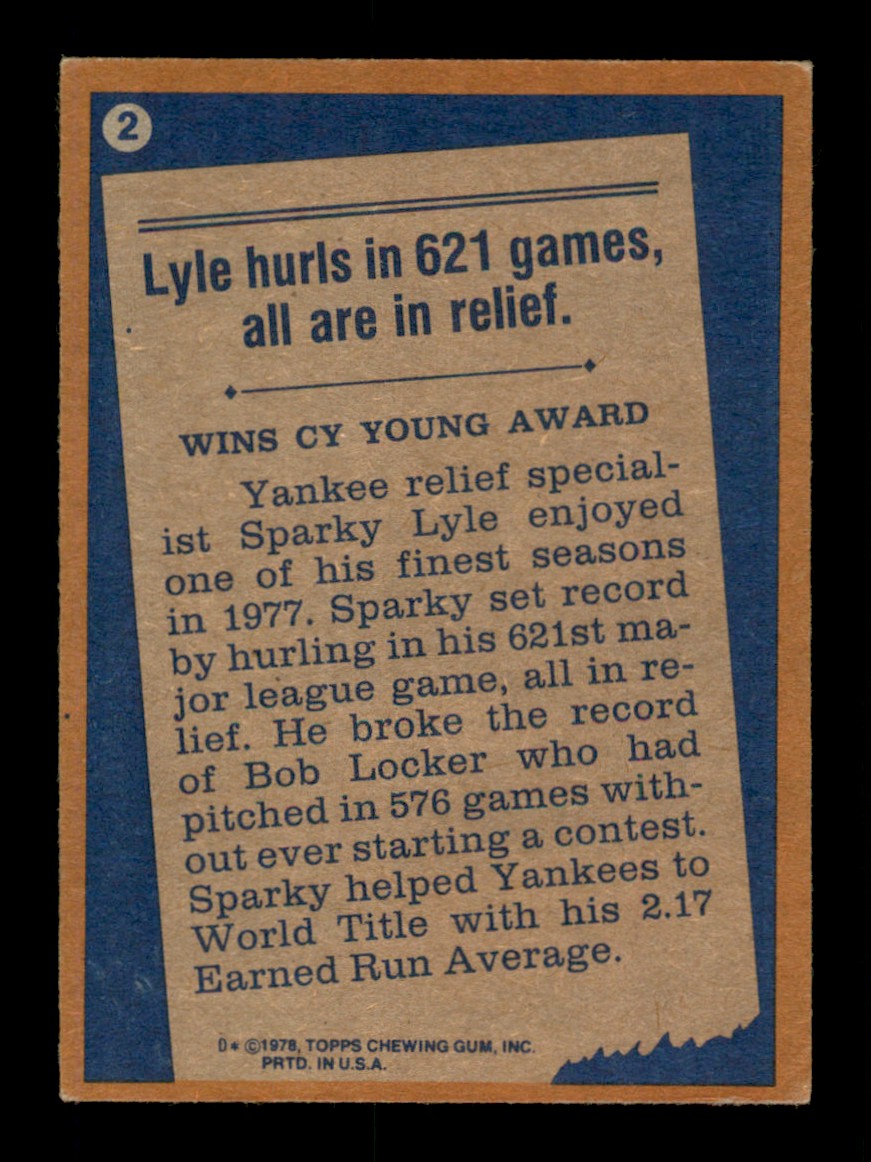 2
Lyle hurls in 621 games,
all are in relief.
WINS CY YOUNG AWARD
Yankee relief special-
ist Sparky Lyle enjoyed
one of his finest seasons
in 1977. Sparky set record
by hurling in his 621st ma-
jor league game, all in re-
lief. He broke the record
of Bob Locker who had
pitched in 576 games with-
out ever starting a contest.
Sparky helped Yankees to
World Title with his 2.17
Earned Run Average.
D* ©1978, TOPPS CHEWING GUM, INC.
PRTD. IN U.S.A.